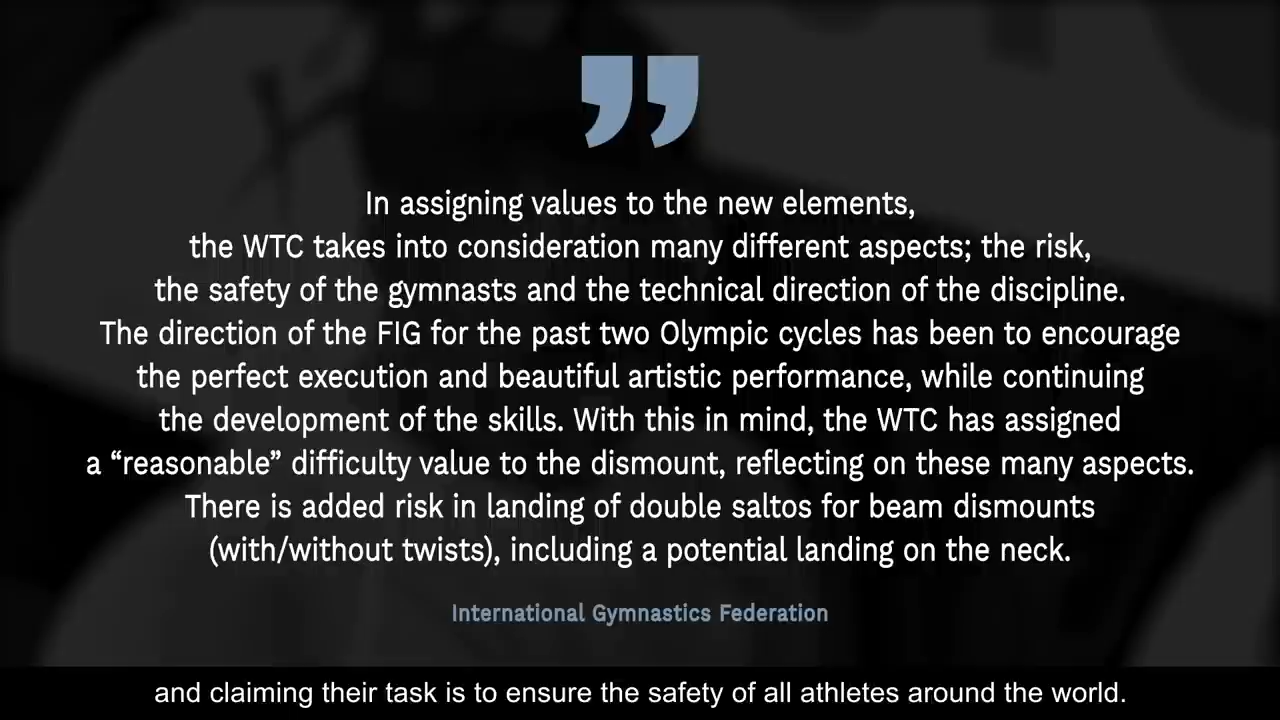 ”
In assigning values to the new elements,
the WTC takes into consideration many different aspects; the risk,
the safety of the gymnasts and the technical direction of the discipline.
The direction of the FIG for the past two Olympic cycles has been to encourage
the perfect execution and beautiful artistic performance, while continuing
the development of the skills. With this in mind, the WTC has assigned
a “reasonable” difficulty value to the dismount, reflecting on these many aspects.
There is added risk in landing of double saltos for beam dismounts
(with/without twists), including a potential landing on the neck.
International Gymnastics Federation
and claiming their task is to ensure the safety of all athletes around the world.